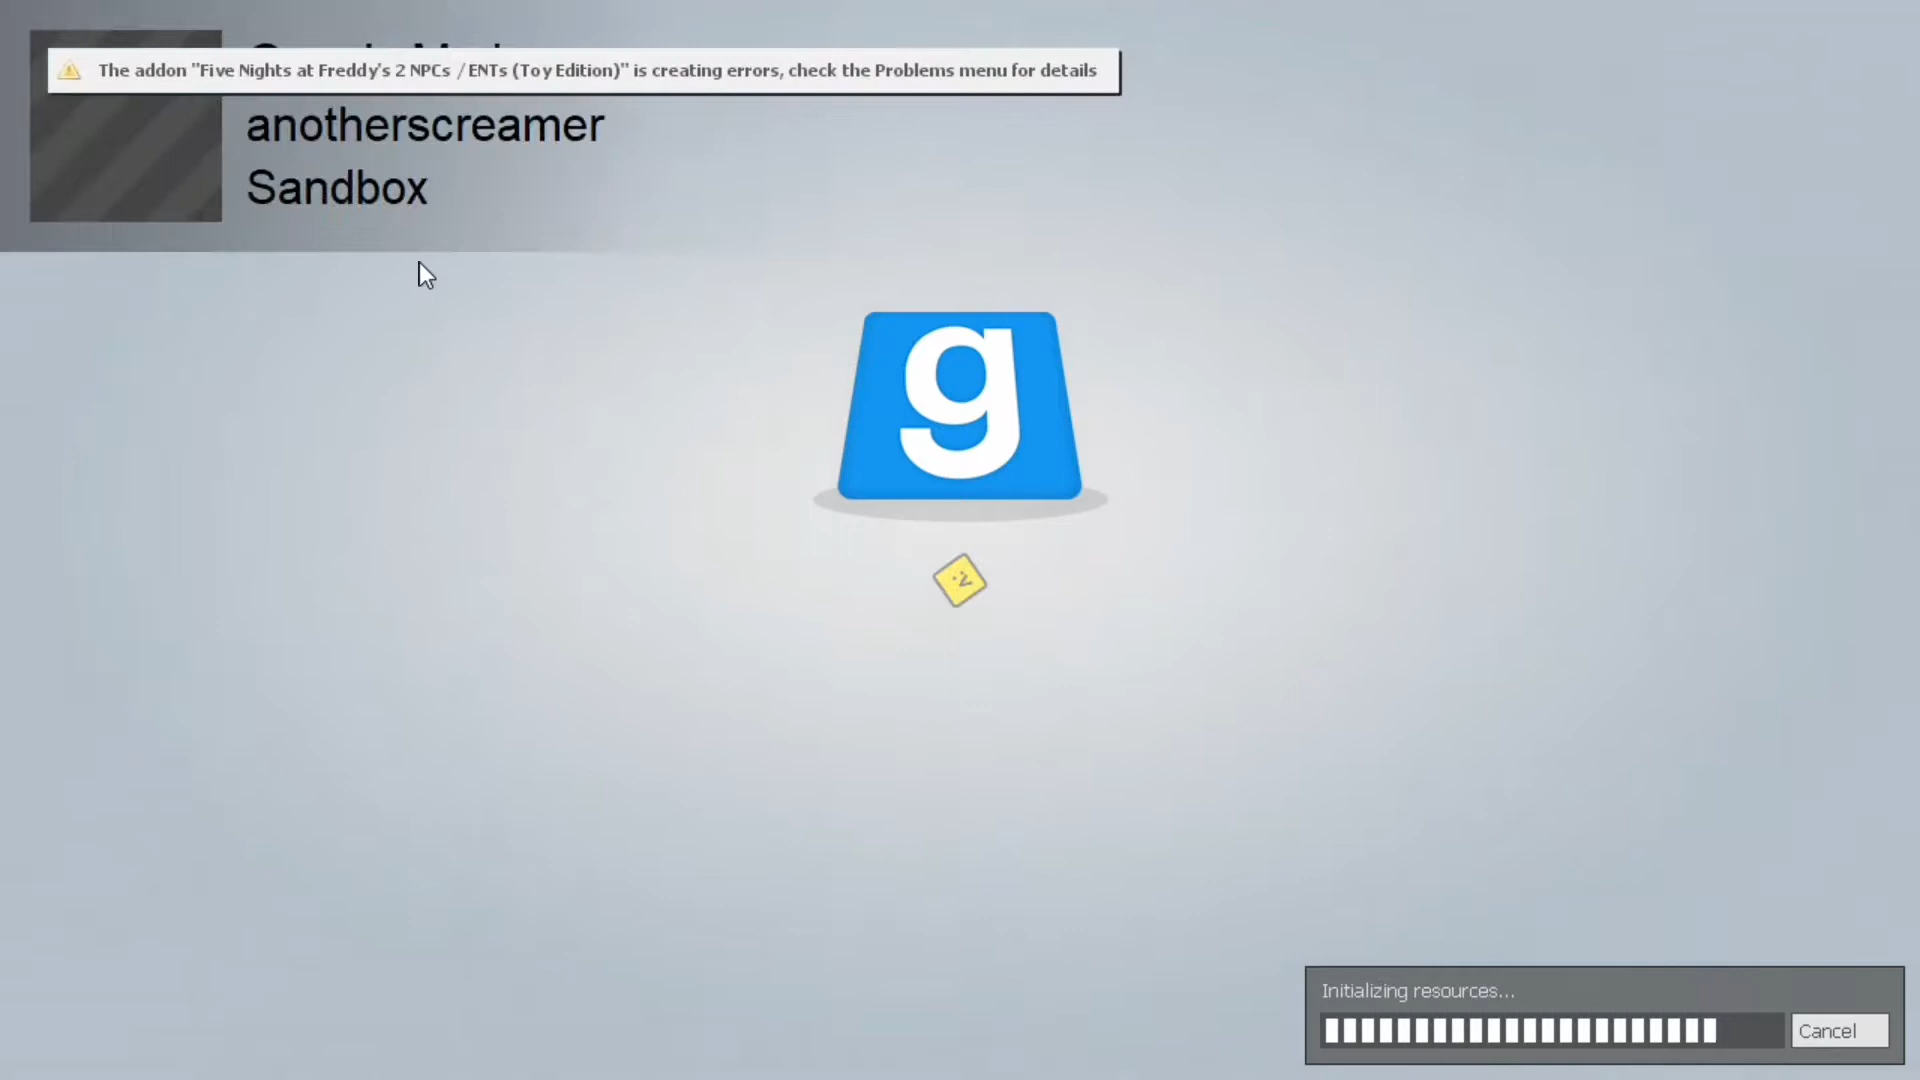 The addon "Five Nights at Freddy's 2 NPCs / ENTs (Toy Edition)" is creating errors, check the Problems menu for details
anotherscreamer
Sandbox
g
Initializing resources...
Cancel